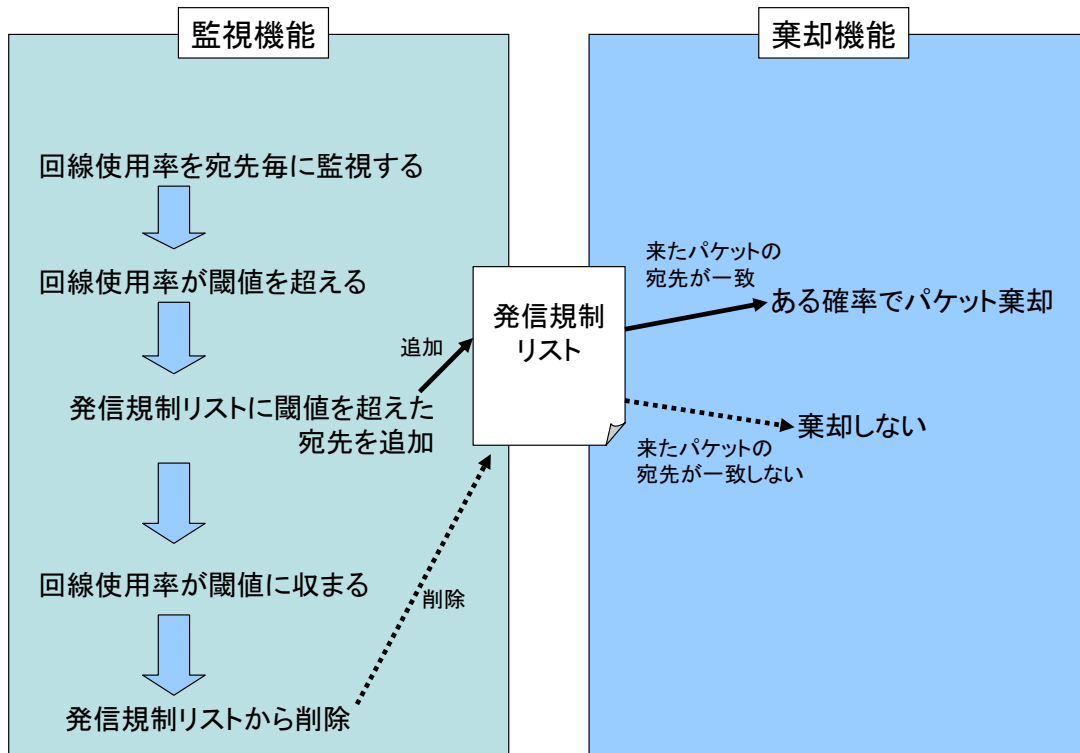 監視機能
回線使用率を宛先毎に監視する
回線使用率が閾値を超える
発信規制リストに閾値を超えた
宛先を追加
回線使用率が閾値に収まる
発信規制リストから削除
追加
削除
発信規制
リスト
棄却機能
来たパケットの
宛先が一致
ある確率でパケット棄却
棄却しない
来たパケットの
宛先が一致しない